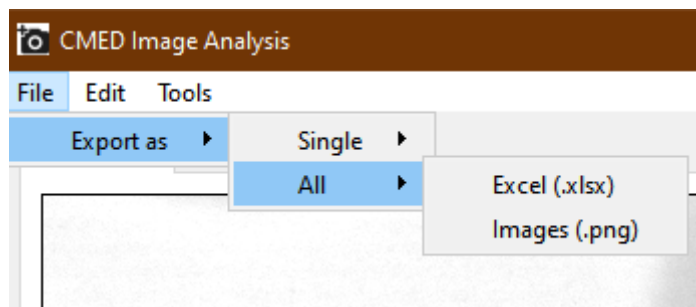 CMED Image Analysis
File Edit Tools
Export as Single
All Excel (.xlsx)
Images (.png)